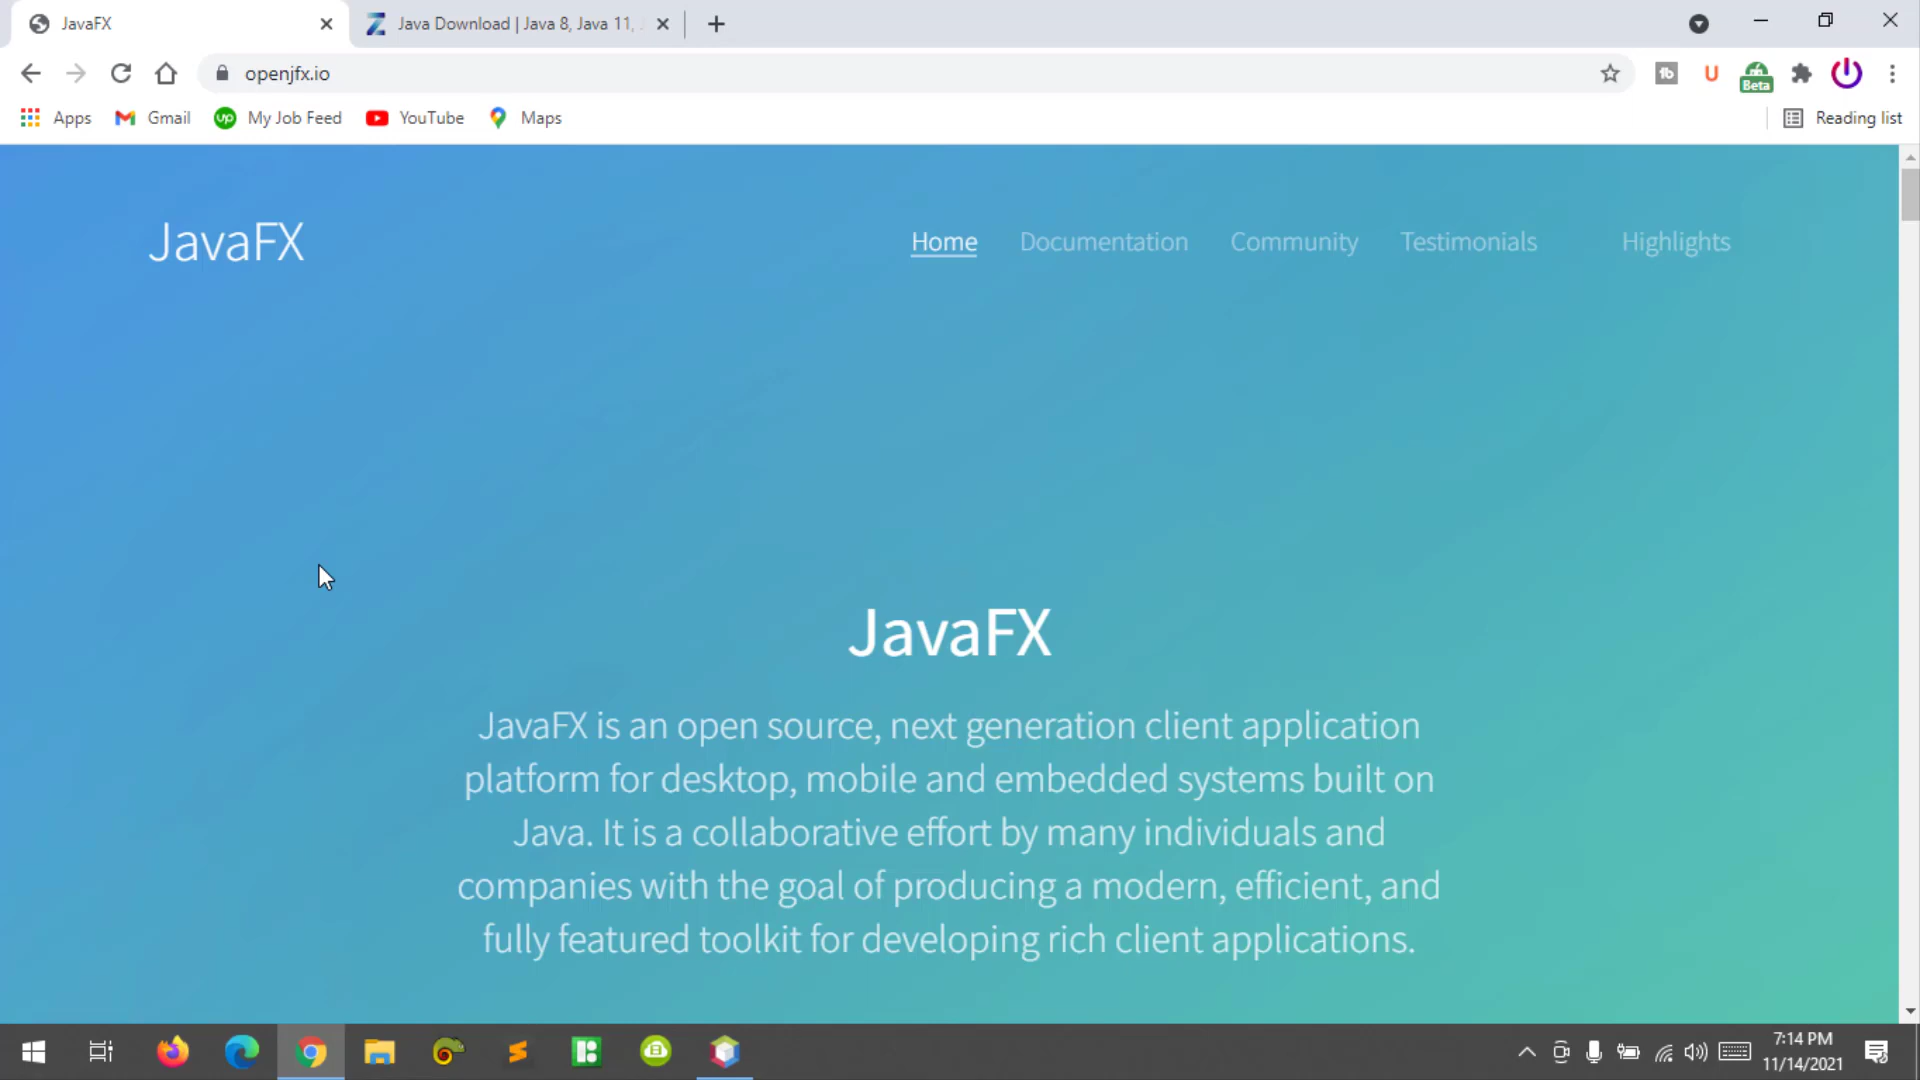 JavaFX
Java Download | Java 8, Java 11,
openjfx.io
Beta
Apps
Gmail
My Job Feed
YouTube
Maps
Reading list
JavaFX
Home
Documentation
Community
Testimonials
Highlights
JavaFX
JavaFX is an open source, next generation client application
platform for desktop, mobile and embedded systems built on
Java. It is a collaborative effort by many individuals and
companies with the goal of producing a modern, efficient, and
fully featured toolkit for developing rich client applications.
7:14 PM
11/14/2021